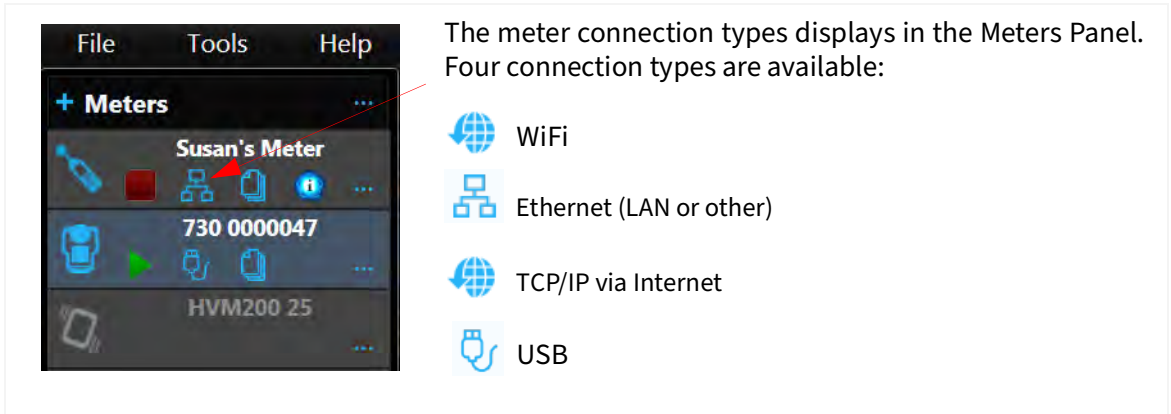 File Tools Help
+ Meters ...
Susan's Meter
...
730 0000047
...
HVM200 25
...
The meter connection types displays in the Meters Panel.
Four connection types are available:
WiFi
Ethernet (LAN or other)
TCP/IP via Internet
USB